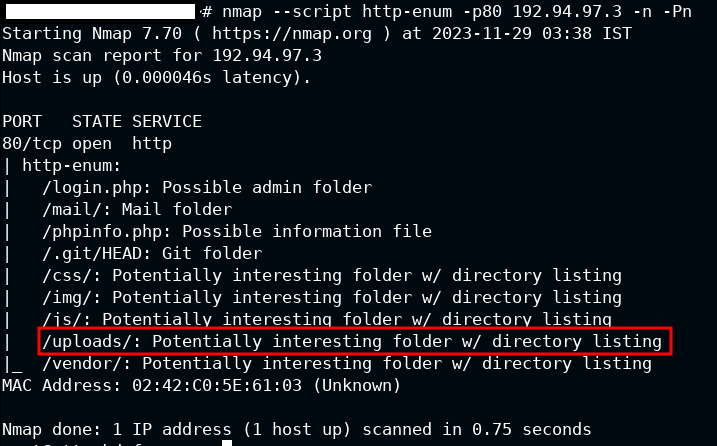 # nmap --script http-enum -p80 192.94.97.3 -n -Pn
Starting Nmap 7.70 ( https://nmap.org ) at 2023-11-29 03:38 IST
Nmap scan report for 192.94.97.3
Host is up (0.000046s latency).
PORT   STATE SERVICE
80/tcp open  http
| http-enum:
|   /login.php: Possible admin folder
|   /mail/: Mail folder
|   /phpinfo.php: Possible information file
|   /.git/HEAD: Git folder
|   /css/: Potentially interesting folder w/ directory listing
|   /img/: Potentially interesting folder w/ directory listing
|   /js/: Potentially interesting folder w/ directory listing
|   /uploads/: Potentially interesting folder w/ directory listing
|_  /vendor/: Potentially interesting folder w/ directory listing
MAC Address: 02:42:C0:5E:61:03 (Unknown)
Nmap done: 1 IP address (1 host up) scanned in 0.75 seconds